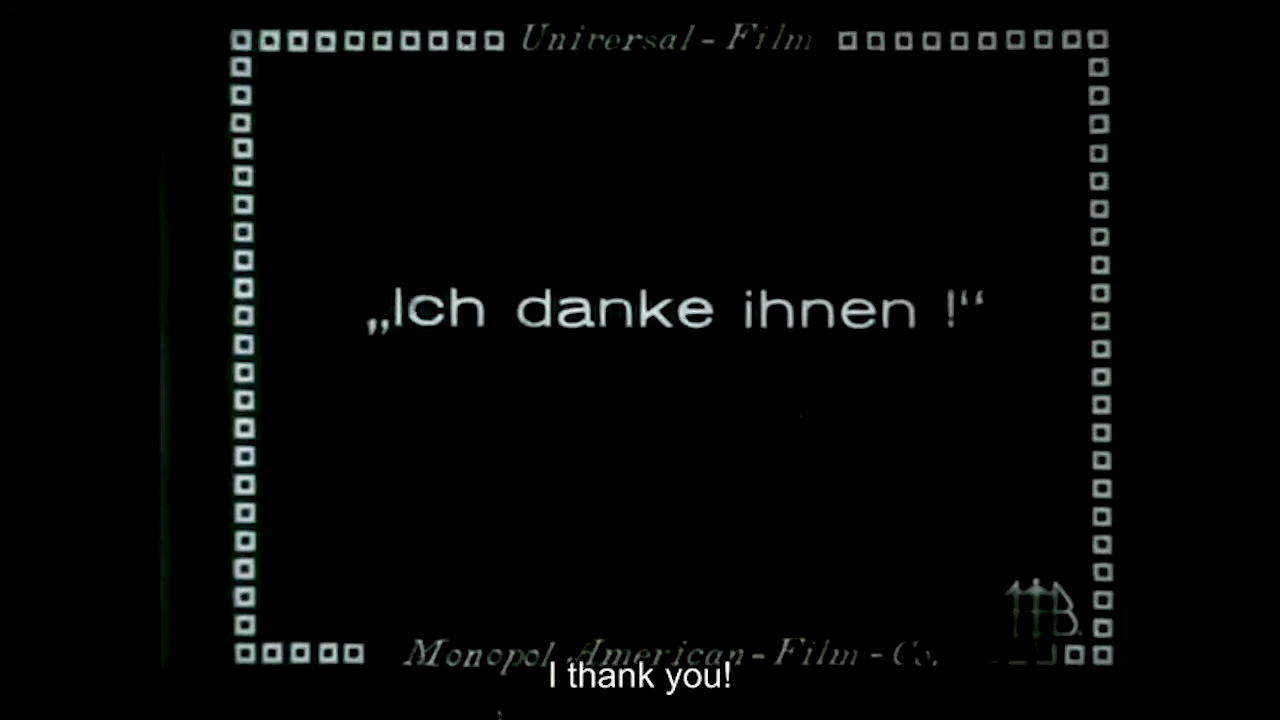 Universal-Film
„Ich danke ihnen !“
Monopol American-Film-Co.
I thank you!